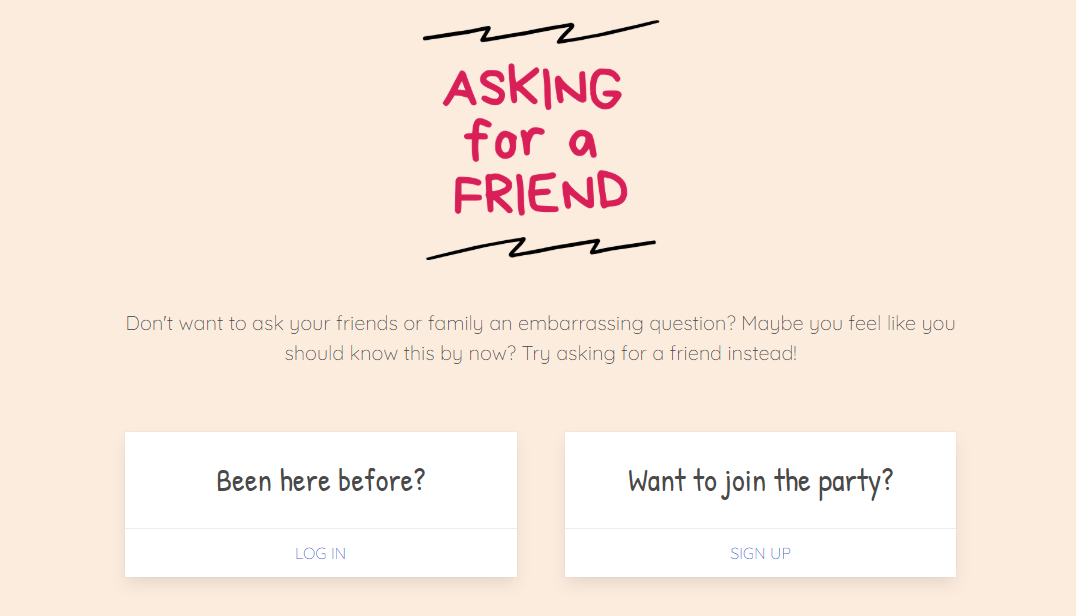 ASKING
for a
FRIEND
Don't want to ask your friends or family an embarrassing question? Maybe you feel like you
should know this by now? Try asking for a friend instead!
Been here before?
LOG IN
Want to join the party?
SIGN UP